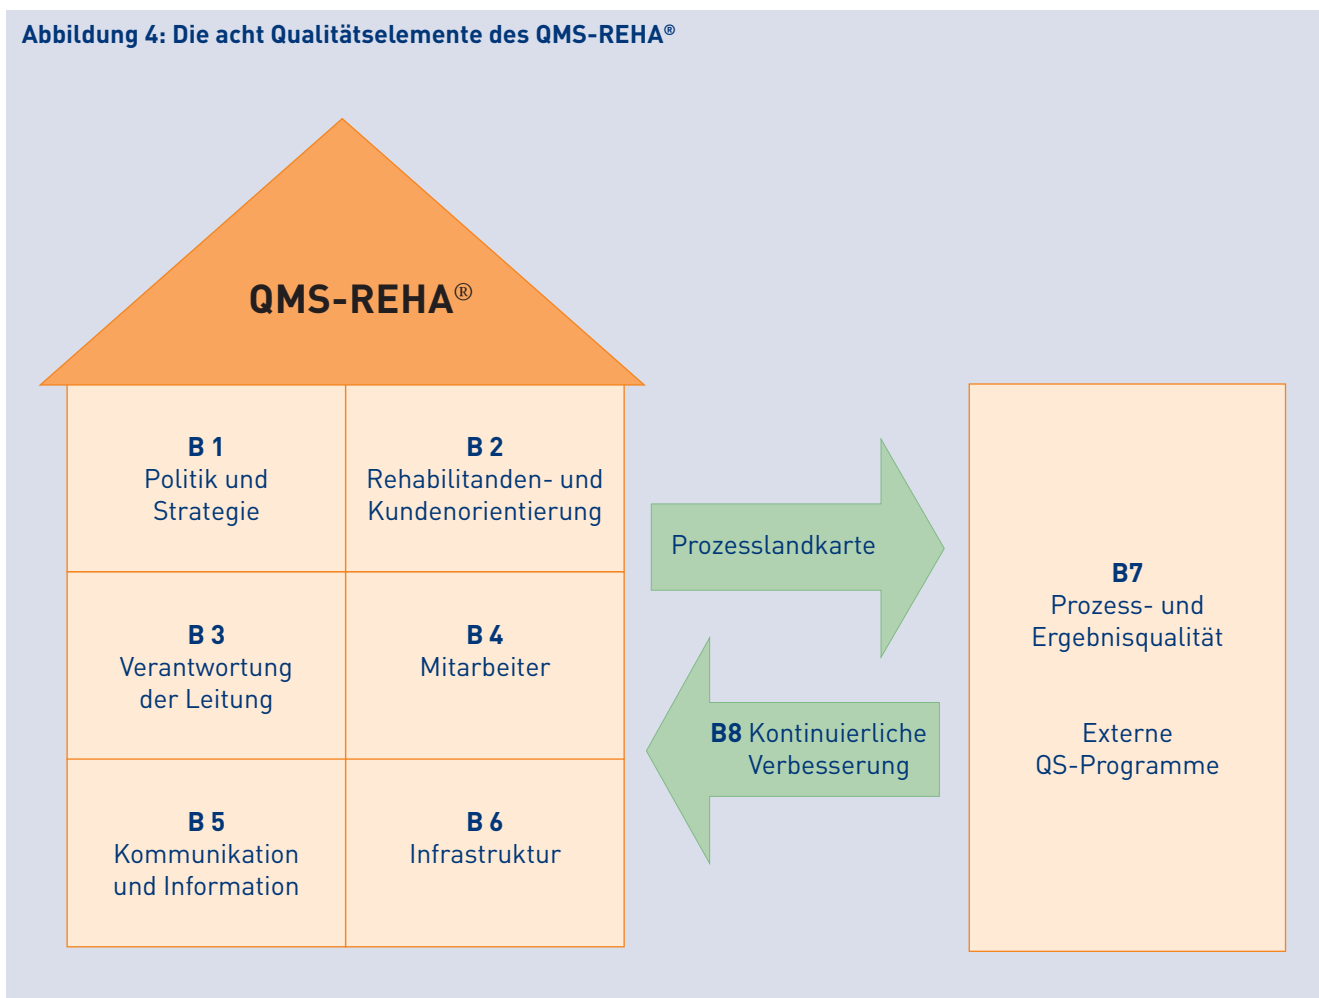 Abbildung 4: Die acht Qualitätselemente des QMS-REHA®
QMS-REHA®
B 1
Politik und
Strategie
B 2
Rehabilitanden- und
Kundenorientierung
B 3
Verantwortung
der Leitung
B 4
Mitarbeiter
B 5
Kommunikation
und Information
B 6
Infrastruktur
Prozesslandkarte
B8 Kontinuierliche
Verbesserung
B7
Prozess- und
Ergebnisqualität
Externe
QS-Programme